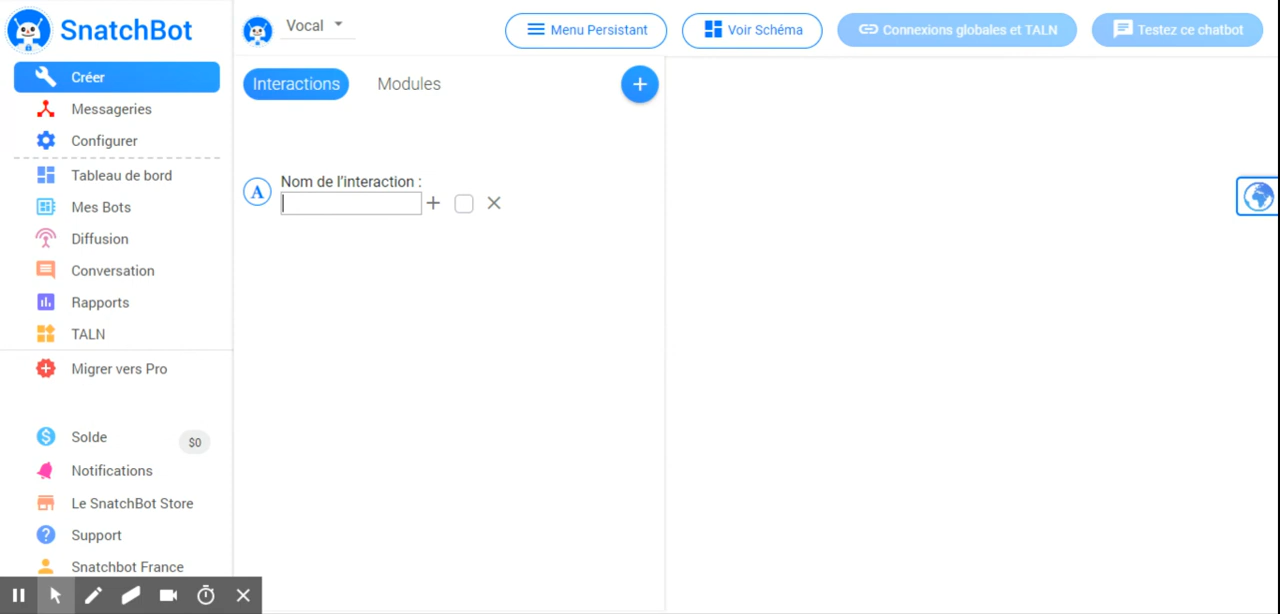 SnatchBot
Vocal
Menu Persistant
Voir Schéma
Connexions globales et TALN
Testez ce chatbot
Créer
Messageries
Configurer
Tableau de bord
Mes Bots
Diffusion
Conversation
Rapports
TALN
Migrer vers Pro
Solde
$0
Notifications
Le SnatchBot Store
Support
Snatchbot France
Interactions
Modules
A
Nom de l'interaction :